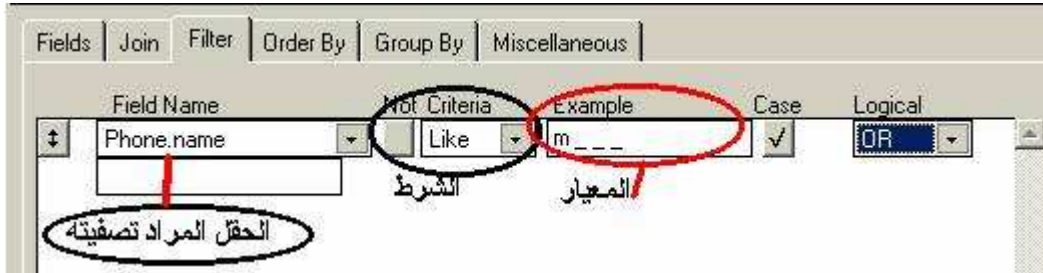 Fields Join Filter Order By Group By Miscellaneous
Field Name Not Criteria Example Case Logical
Phone.name Like m _ _ _ OR
الشرط المعيار
الحقل المراد تصفيته